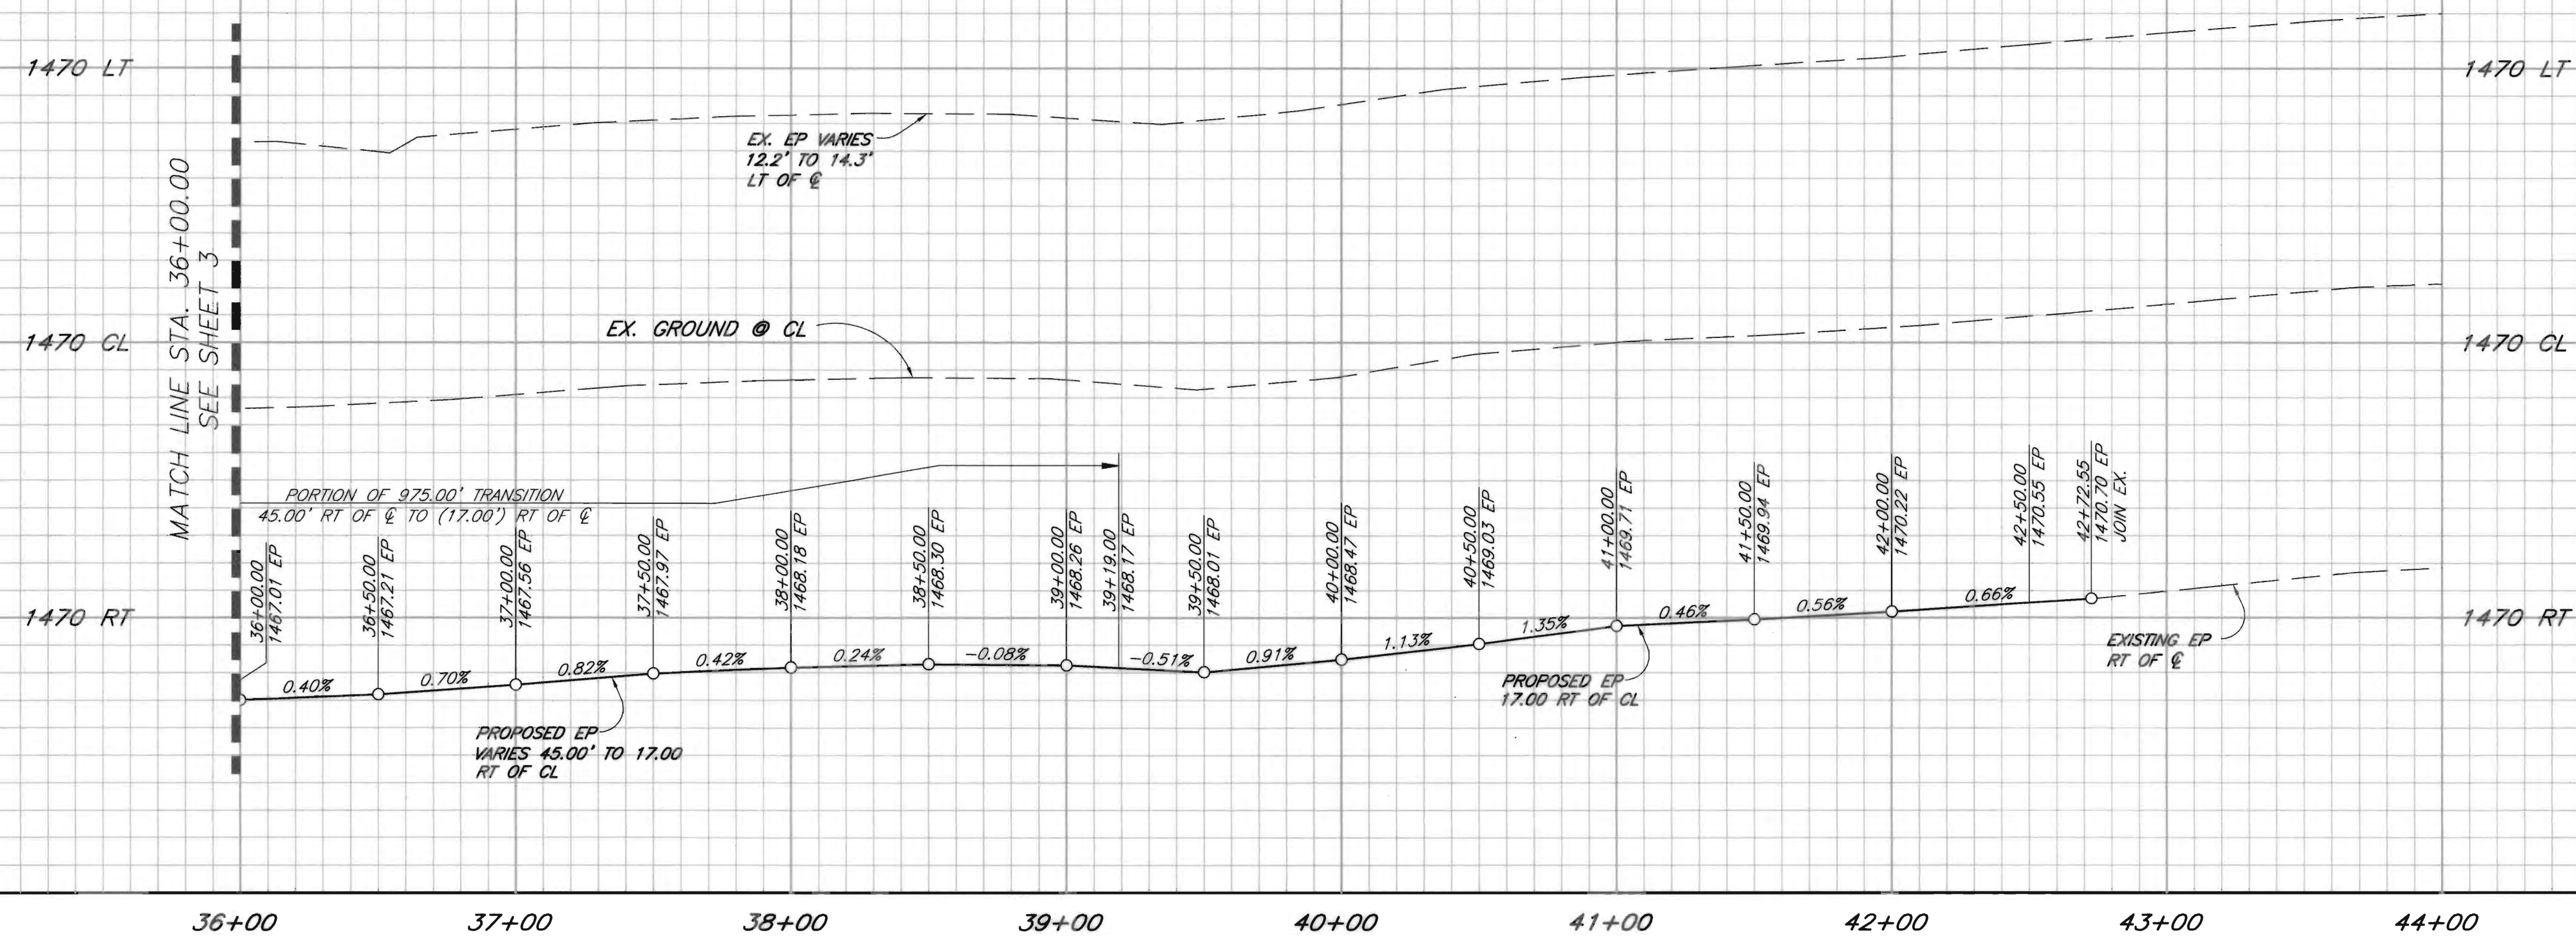 1470 LT
1470 LT
EX. EP VARIES
12.2' TO 14.3'
LT OF ℄
MATCH LINE STA. 36+00.00
SEE SHEET 3
EX. GROUND @ CL
1470 CL
1470 CL
PORTION OF 975.00' TRANSITION
45.00' RT OF ℄ TO (17.00') RT OF ℄
36+00.00
1467.01 EP
36+50.00
1467.21 EP
37+00.00
1467.56 EP
37+50.00
1467.97 EP
38+00.00
1468.18 EP
38+50.00
1468.30 EP
39+00.00
1468.26 EP
39+19.00
1468.17 EP
39+50.00
1468.01 EP
40+00.00
1468.47 EP
40+50.00
1469.03 EP
41+00.00
1469.71 EP
41+50.00
1469.94 EP
42+00.00
1470.22 EP
42+50.00
1470.55 EP
42+72.55
1470.70 EP
JOIN EX.
1470 RT
1470 RT
0.40%
0.70%
0.82%
0.42%
0.24%
-0.08%
-0.51%
0.91%
1.13%
1.35%
0.46%
0.56%
0.66%
EXISTING EP
RT OF ℄
PROPOSED EP
17.00 RT OF CL
PROPOSED EP
VARIES 45.00' TO 17.00
RT OF CL
36+00
37+00
38+00
39+00
40+00
41+00
42+00
43+00
44+00